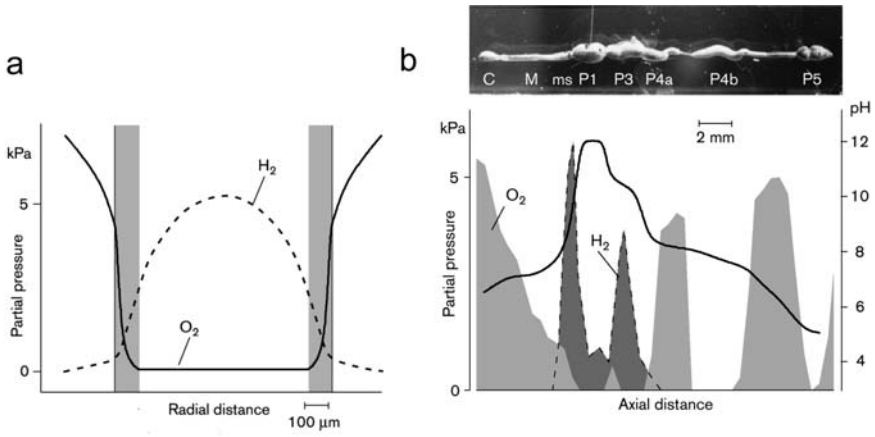 a
kPa
5
0
Partial pressure
H2
O2
Radial distance
100 µm
b
C M ms P1 P3 P4a P4b P5
2 mm
kPa
5
0
Partial pressure
O2
H2
pH
12
10
8
6
4
Axial distance